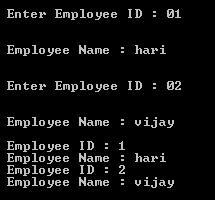 Enter Employee ID : 01
Employee Name : hari
Enter Employee ID : 02
Employee Name : vijay
Employee ID : 1
Employee Name : hari
Employee ID : 2
Employee Name : vijay